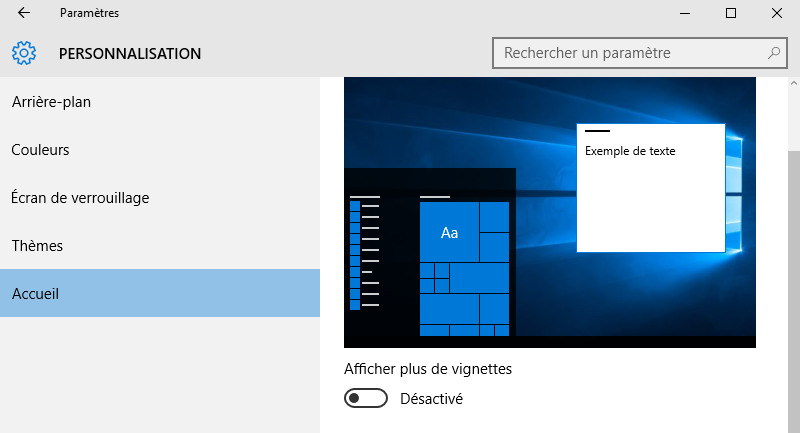 Paramètres
PERSONNALISATION
Rechercher un paramètre
Arrière-plan
Couleurs
Écran de verrouillage
Thèmes
Accueil
Exemple de texte
Aa
Afficher plus de vignettes
Désactivé